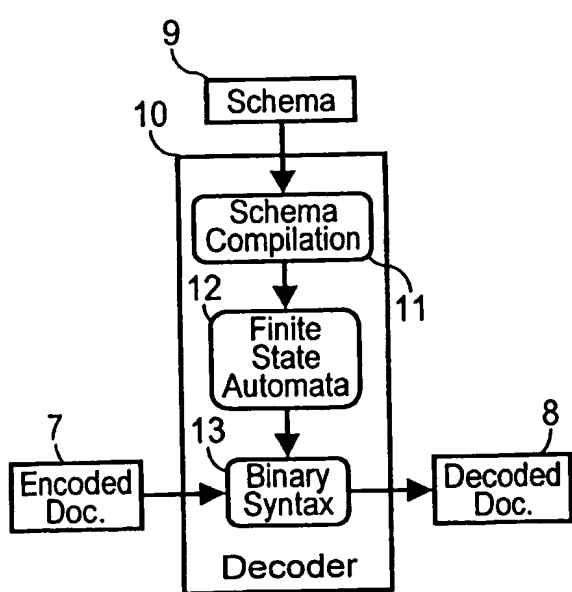 9
Schema
10
Schema
Compilation
11
12
Finite
State
Automata
7
13
8
Encoded
Doc.
Binary
Syntax
Decoded
Doc.
Decoder